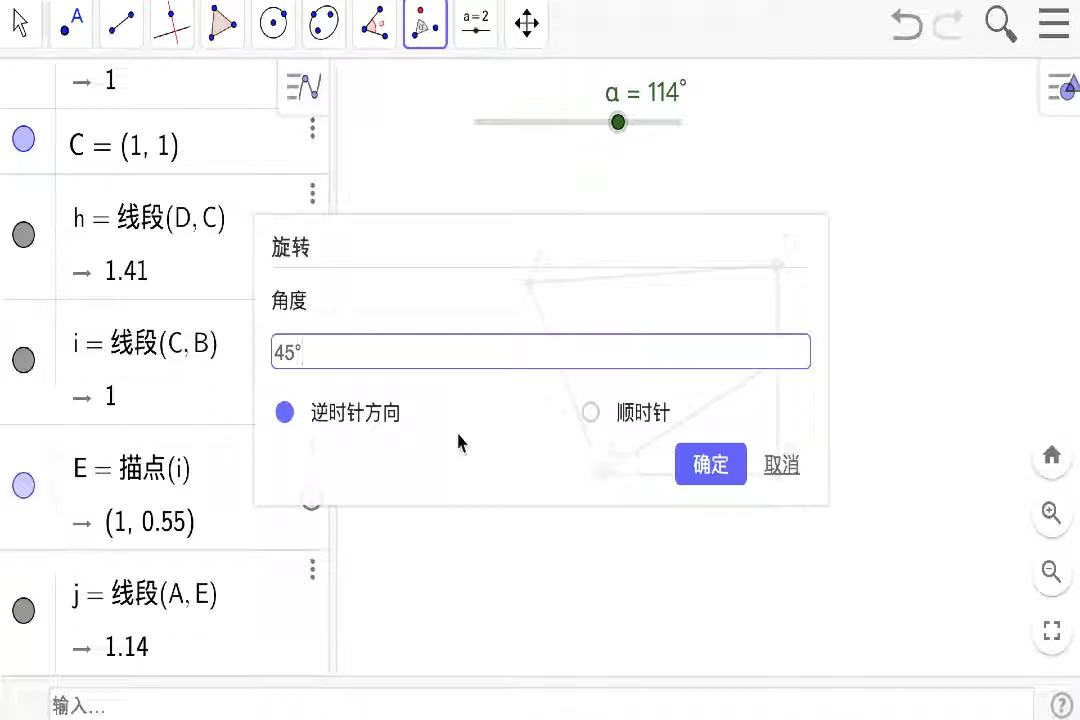 A
α
α
a=2
→ 1
C = (1, 1)
h = 线段(D, C)
→ 1.41
i = 线段(C, B)
→ 1
E = 描点(i)
→ (1, 0.55)
j = 线段(A, E)
→ 1.14
输入...
α = 114°
旋转
角度
45°
逆时针方向
顺时针
确定
取消
?